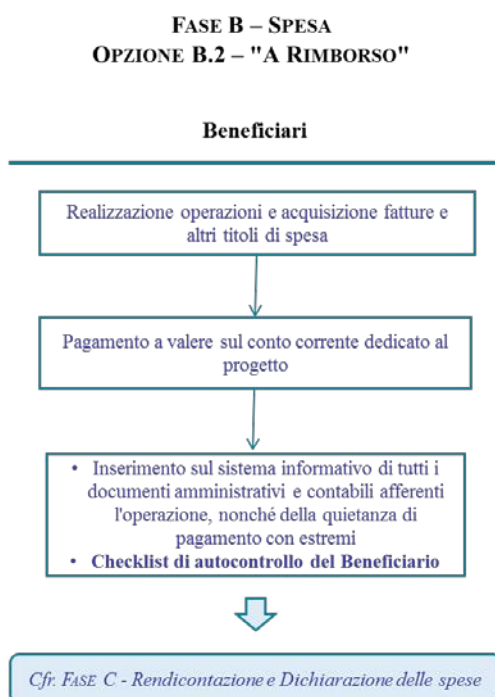 FASE B – SPESA
OPZIONE B.2 – "A RIMBORSO"
Beneficiari
Realizzazione operazioni e acquisizione fatture e
altri titoli di spesa
Pagamento a valere sul conto corrente dedicato al
progetto
• Inserimento sul sistema informativo di tutti i
documenti amministrativi e contabili afferenti
l'operazione, nonché della quietanza di
pagamento con estremi
• Checklist di autocontrollo del Beneficiario
Cfr. FASE C - Rendicontazione e Dichiarazione delle spese